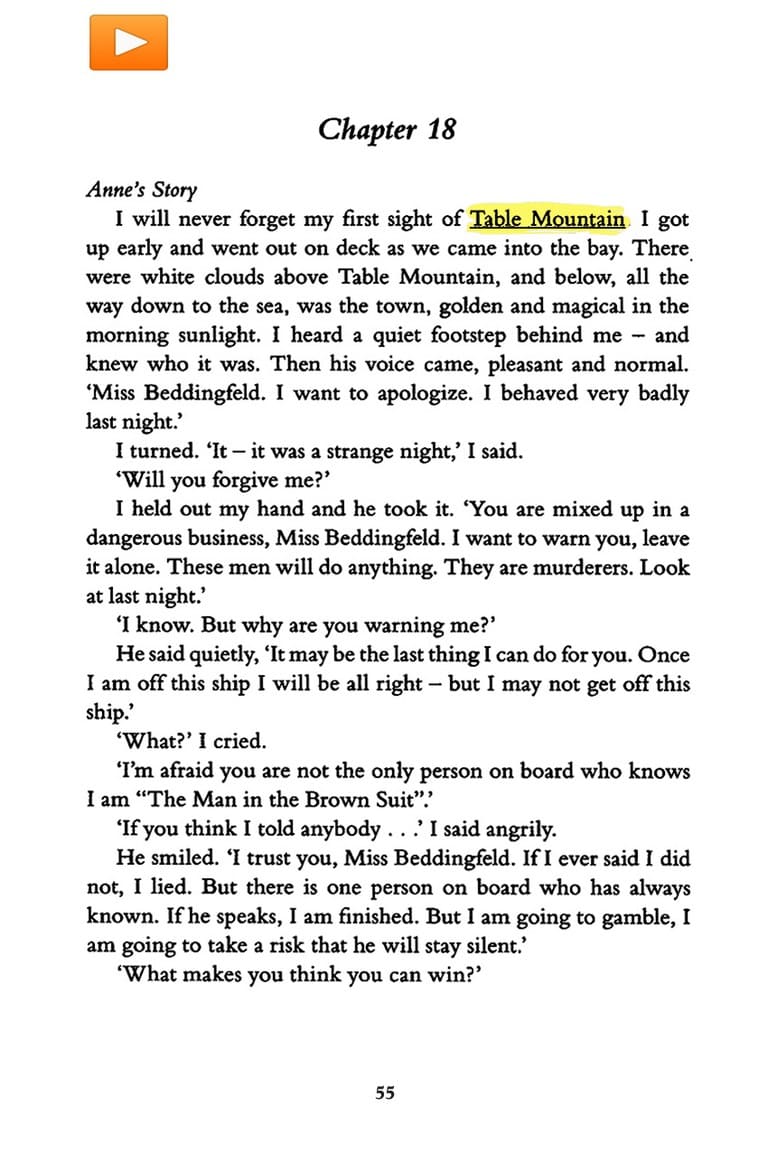 Chapter 18
Anne's Story
I will never forget my first sight of Table Mountain. I got
up early and went out on deck as we came into the bay. There
were white clouds above Table Mountain, and below, all the
way down to the sea, was the town, golden and magical in the
morning sunlight. I heard a quiet footstep behind me – and
knew who it was. Then his voice came, pleasant and normal.
‘Miss Beddingfeld. I want to apologize. I behaved very badly
last night.’
I turned. ‘It – it was a strange night,’ I said.
‘Will you forgive me?’
I held out my hand and he took it. ‘You are mixed up in a
dangerous business, Miss Beddingfeld. I want to warn you, leave
it alone. These men will do anything. They are murderers. Look
at last night.’
‘I know. But why are you warning me?’
He said quietly, ‘It may be the last thing I can do for you. Once
I am off this ship I will be all right – but I may not get off this
ship.’
‘What?’ I cried.
‘I’m afraid you are not the only person on board who knows
I am “The Man in the Brown Suit”.’
‘If you think I told anybody . . .’ I said angrily.
He smiled. ‘I trust you, Miss Beddingfeld. If I ever said I did
not, I lied. But there is one person on board who has always
known. If he speaks, I am finished. But I am going to gamble, I
am going to take a risk that he will stay silent.’
‘What makes you think you can win?’
55